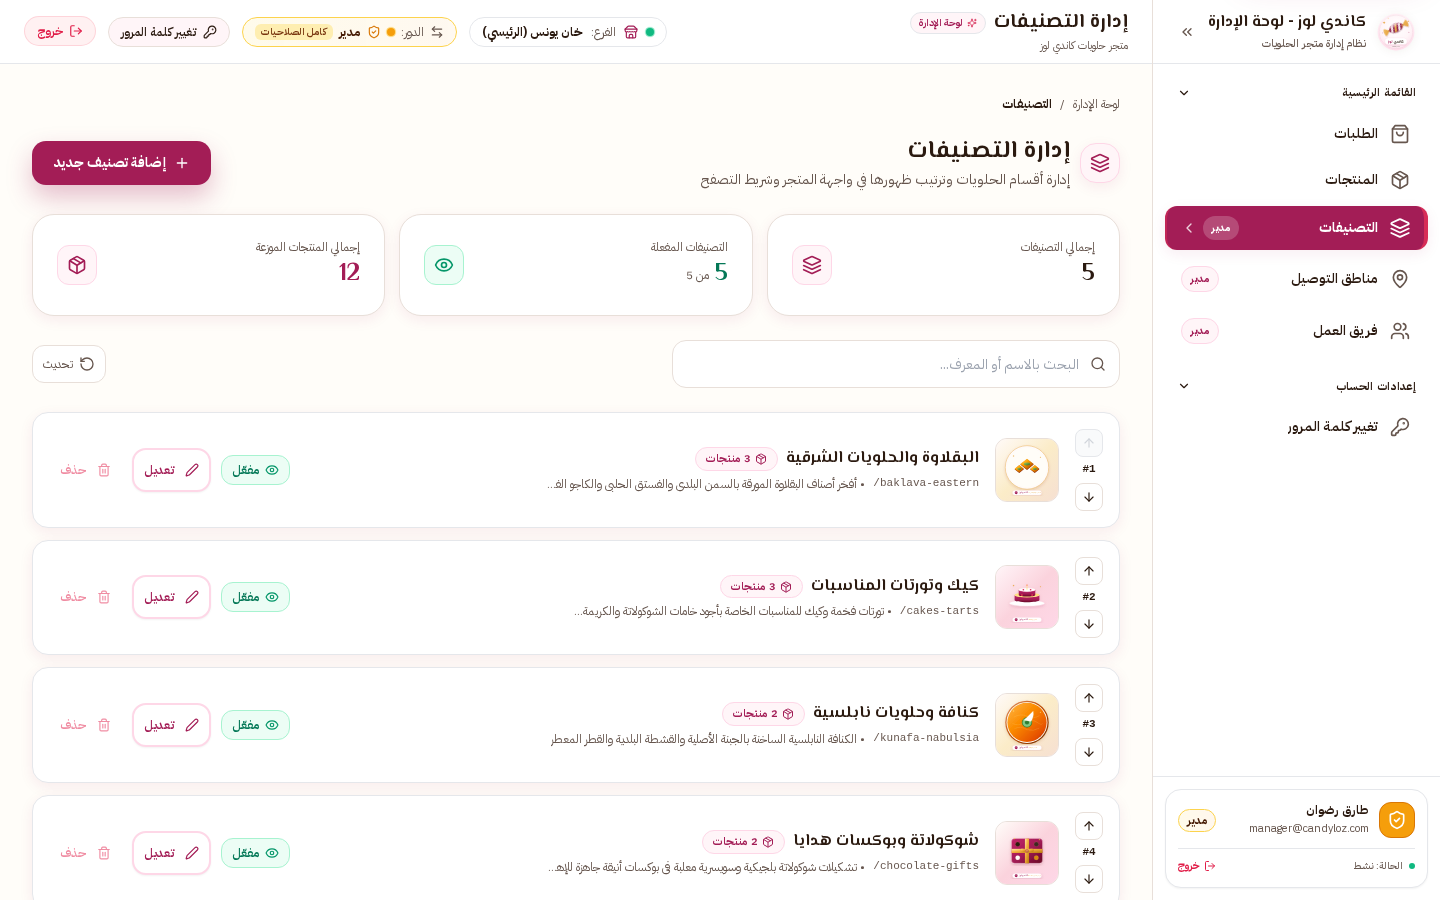 كاندي لوز - لوحة الإدارة
نظام إدارة متجر الحلويات
القائمة الرئيسية
الطلبات
المنتجات
التصنيفات
مدير
مناطق التوصيل
مدير
فريق العمل
مدير
إعدادات الحساب
تغيير كلمة المرور
طارق رضوان
manager@candyloz.com
مدير
الحالة: نشط
خروج
إدارة التصنيفات
لوحة الإدارة
متجر حلويات كاندي لوز
الفرع: خان يونس (الرئيسي)
الدور: مدير كامل الصلاحيات
تغيير كلمة المرور
خروج
لوحة الإدارة / التصنيفات
إدارة التصنيفات
إدارة أقسام الحلويات وترتيب ظهورها في واجهة المتجر وشريط التصفح
إضافة تصنيف جديد
إجمالي التصنيفات
5
التصنيفات المفعلة
5 من 5
إجمالي المنتجات الموزعة
12
البحث بالاسم أو المعرف...
تحديث
#1
البقلاوة والحلويات الشرقية
3 منتجات
/baklava-eastern • أفخر أصناف البقلاوة المورقة بالسمن البلدي والفستق الحلبي والكاجو الف...
مفعّل
تعديل
حذف
#2
كيك وتورتات المناسبات
3 منتجات
/cakes-tarts • تورتات فخمة وكيك للمناسبات الخاصة بأجود خامات الشوكولاتة والكريمة...
مفعّل
تعديل
حذف
#3
كنافة وحلويات نابلسية
2 منتجات
/kunafa-nabulsia • الكنافة النابلسية الساخنة بالجبنة الأصلية والقشطة البلدية والقطر المعطر
مفعّل
تعديل
حذف
#4
شوكولاتة وبوكسات هدايا
2 منتجات
/chocolate-gifts • تشكيلات شوكولاتة بلجيكية وسويسرية معلبة في بوكسات أنيقة جاهزة للإهـ...
مفعّل
تعديل
حذف